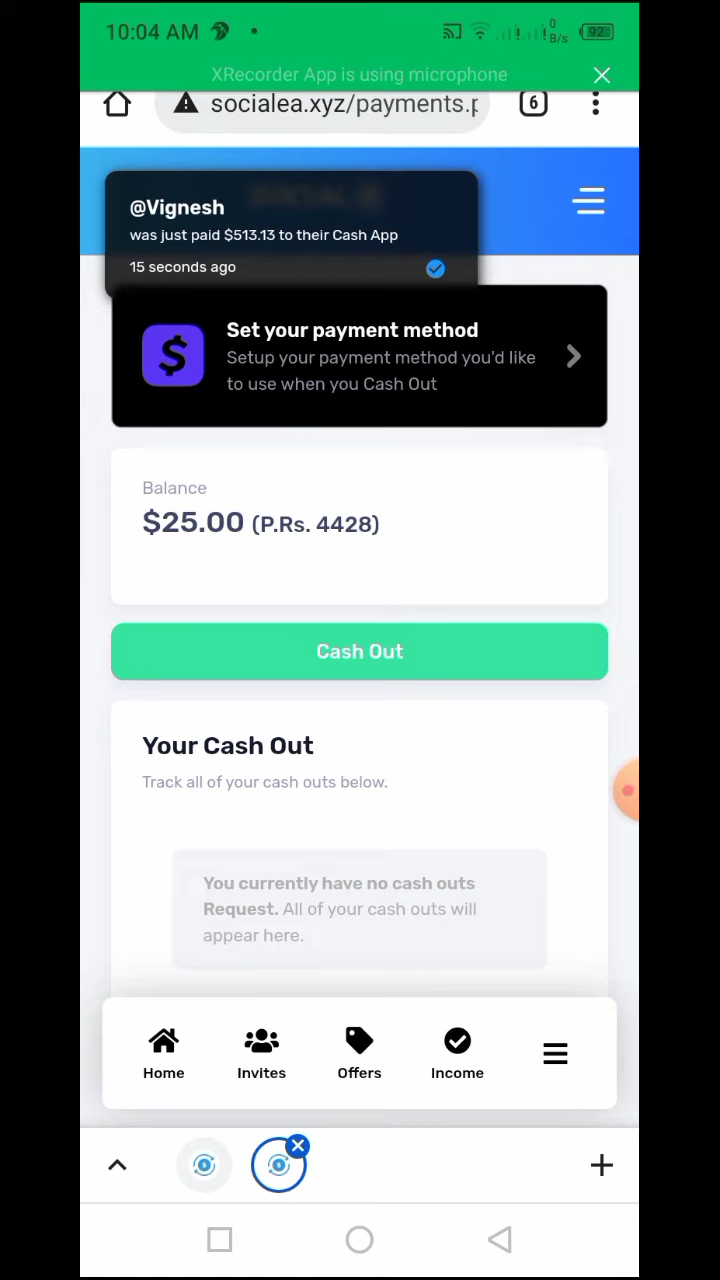 10:04 AM
0
B/s
92
XRecorder App is using microphone
socialea.xyz/payments.p
6
@Vignesh
was just paid $513.13 to their Cash App
15 seconds ago
Set your payment method
Setup your payment method you'd like
to use when you Cash Out
Balance
$25.00 (P.Rs. 4428)
Cash Out
Your Cash Out
Track all of your cash outs below.
You currently have no cash outs
Request. All of your cash outs will
appear here.
Home
Invites
Offers
Income